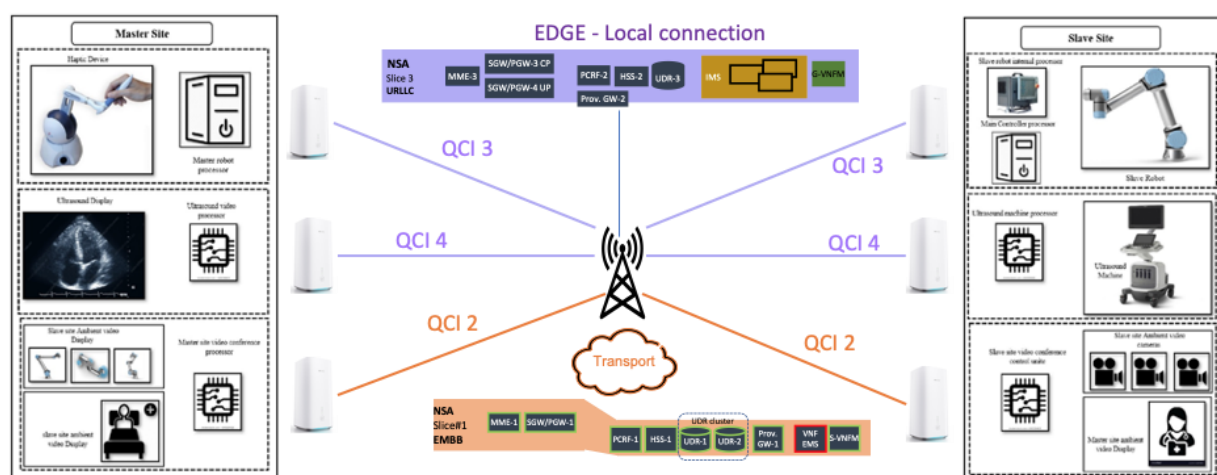 Master Site
Haptic Device
Master robot
processor
Ultrasound Display
Ultrasound video
processor
Slave site Ambient video
Display
Master site video conference
processor
slave site ambient
video Display
EDGE - Local connection
NSA
Slice 3
URLLC
MME-3
SGW/PGW-3 CP
SGW/PGW-4 UP
PCRF-2
HSS-2
UDR-3
Prov. GW-2
IMS
G-VNFM
QCI 3
QCI 3
QCI 4
QCI 4
QCI 2
QCI 2
Transport
NSA
Slice#1
EMBB
MME-1
SGW/PGW-1
PCRF-1
HSS-1
UDR cluster
UDR-1
UDR-2
Prov.
GW-1
VNF
EMS
S-VNFM
Slave Site
Slave robot internal processor
Main Controller processor
Slave Robot
Ultrasound machine processor
Ultrasound
Machine
Slave site video conference
control unite
Slave site Ambient video
cameras
Master site ambient
video Display